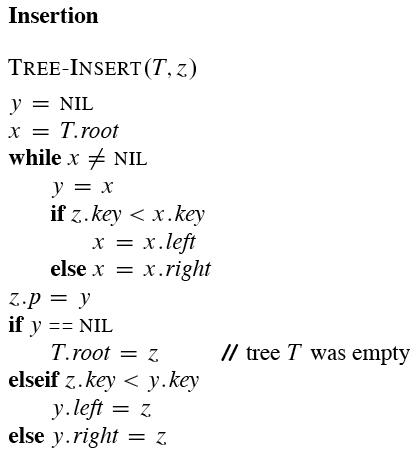 Insertion
TREE-INSERT(T, z)
y = NIL
x = T.root
while x ≠ NIL
y = x
if z.key < x.key
x = x.left
else x = x.right
z.p = y
if y == NIL
T.root = z // tree T was empty
elseif z.key < y.key
y.left = z
else y.right = z